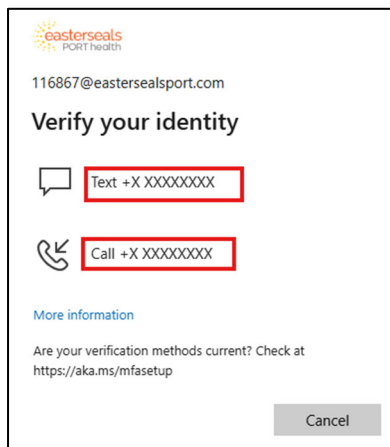 easterseals
PORT health
116867@eastersealsport.com
Verify your identity
Text +X XXXXXXXX
Call +X XXXXXXXX
More information
Are your verification methods current? Check at
https://aka.ms/mfasetup
Cancel